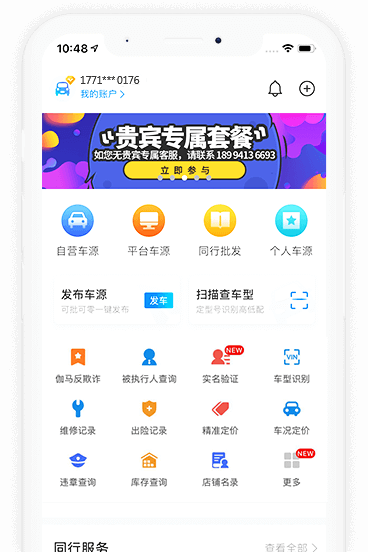 10:48
1771***0176
我的账户 >
贵宾专属套餐
如您无贵宾专属客服，请联系 189 9413 6693
立即参与
自营车源 平台车源 同行批发 个人车源
发布车源 发车 扫描查车型
可批可零一键发布 定型号识别高低配
NEW
VIN
伽马反欺诈 被执行人查询 实名验证 车型识别
维修记录 出险记录 精准定价 车况定价
NEW
违章查询 库存查询 店铺名录 更多
同行服务 查看全部 >